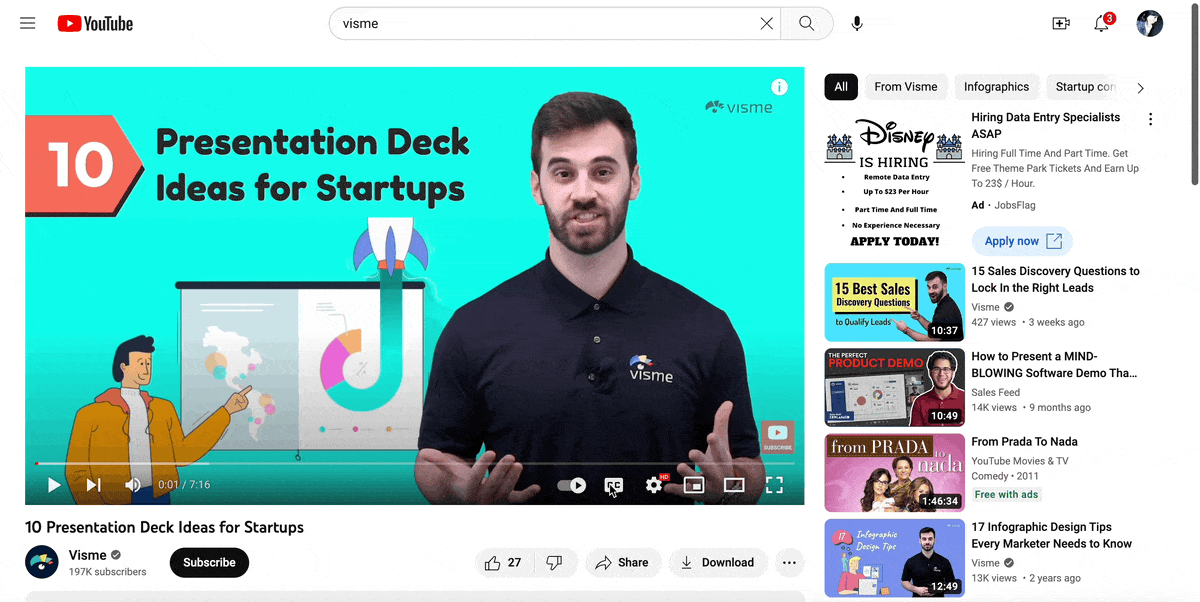 YouTube
visme
3
10
Presentation Deck
Ideas for Startups
visme
visme
SUBSCRIBE
0:01 / 7:16
HD
10 Presentation Deck Ideas for Startups
Visme
197K subscribers
Subscribe
27
Share
Download
All
From Visme
Infographics
Startup con
Disney
IS HIRING
• Remote Data Entry
• Up To $23 Per Hour
• Part Time And Full Time
• No Experience Necessary
APPLY TODAY!
Hiring Data Entry Specialists
ASAP
Hiring Full Time And Part Time. Get
Free Theme Park Tickets And Earn Up
To 23$ / Hour.
Ad · JobsFlag
Apply now
15 Best Sales
Discovery Questions
to Qualify Leads
10:37
15 Sales Discovery Questions to
Lock In the Right Leads
Visme
427 views • 3 weeks ago
THE PERFECT
PRODUCT DEMO
10:49
How to Present a MIND-
BLOWING Software Demo Tha...
Sales Feed
14K views • 9 months ago
from PRADA to
nada
1:46:34
From Prada To Nada
YouTube Movies & TV
Comedy • 2011
Free with ads
17 Infographic
Design Tips
12:49
17 Infographic Design Tips
Every Marketer Needs to Know
Visme
13K views • 2 years ago